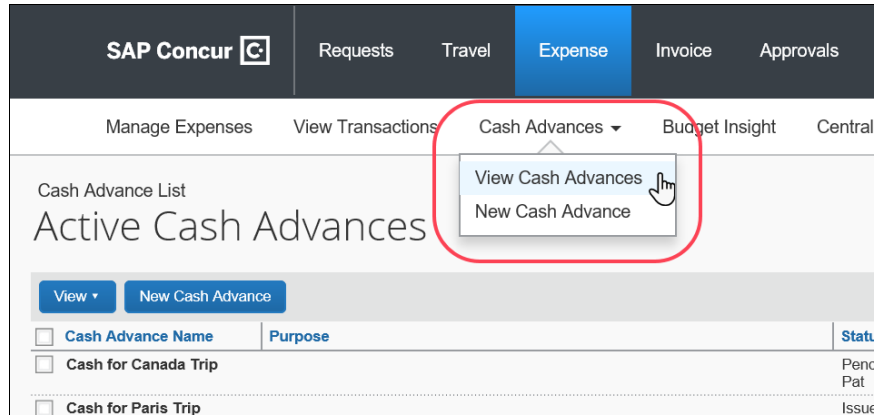 SAP Concur C Requests Travel Expense Invoice Approvals
Manage Expenses View Transactions Cash Advances Budget Insight Central
View Cash Advances
New Cash Advance
Cash Advance List
Active Cash Advances
View New Cash Advance
Cash Advance Name Purpose Statu
Cash for Canada Trip Pend
Pat
Cash for Paris Trip Issue